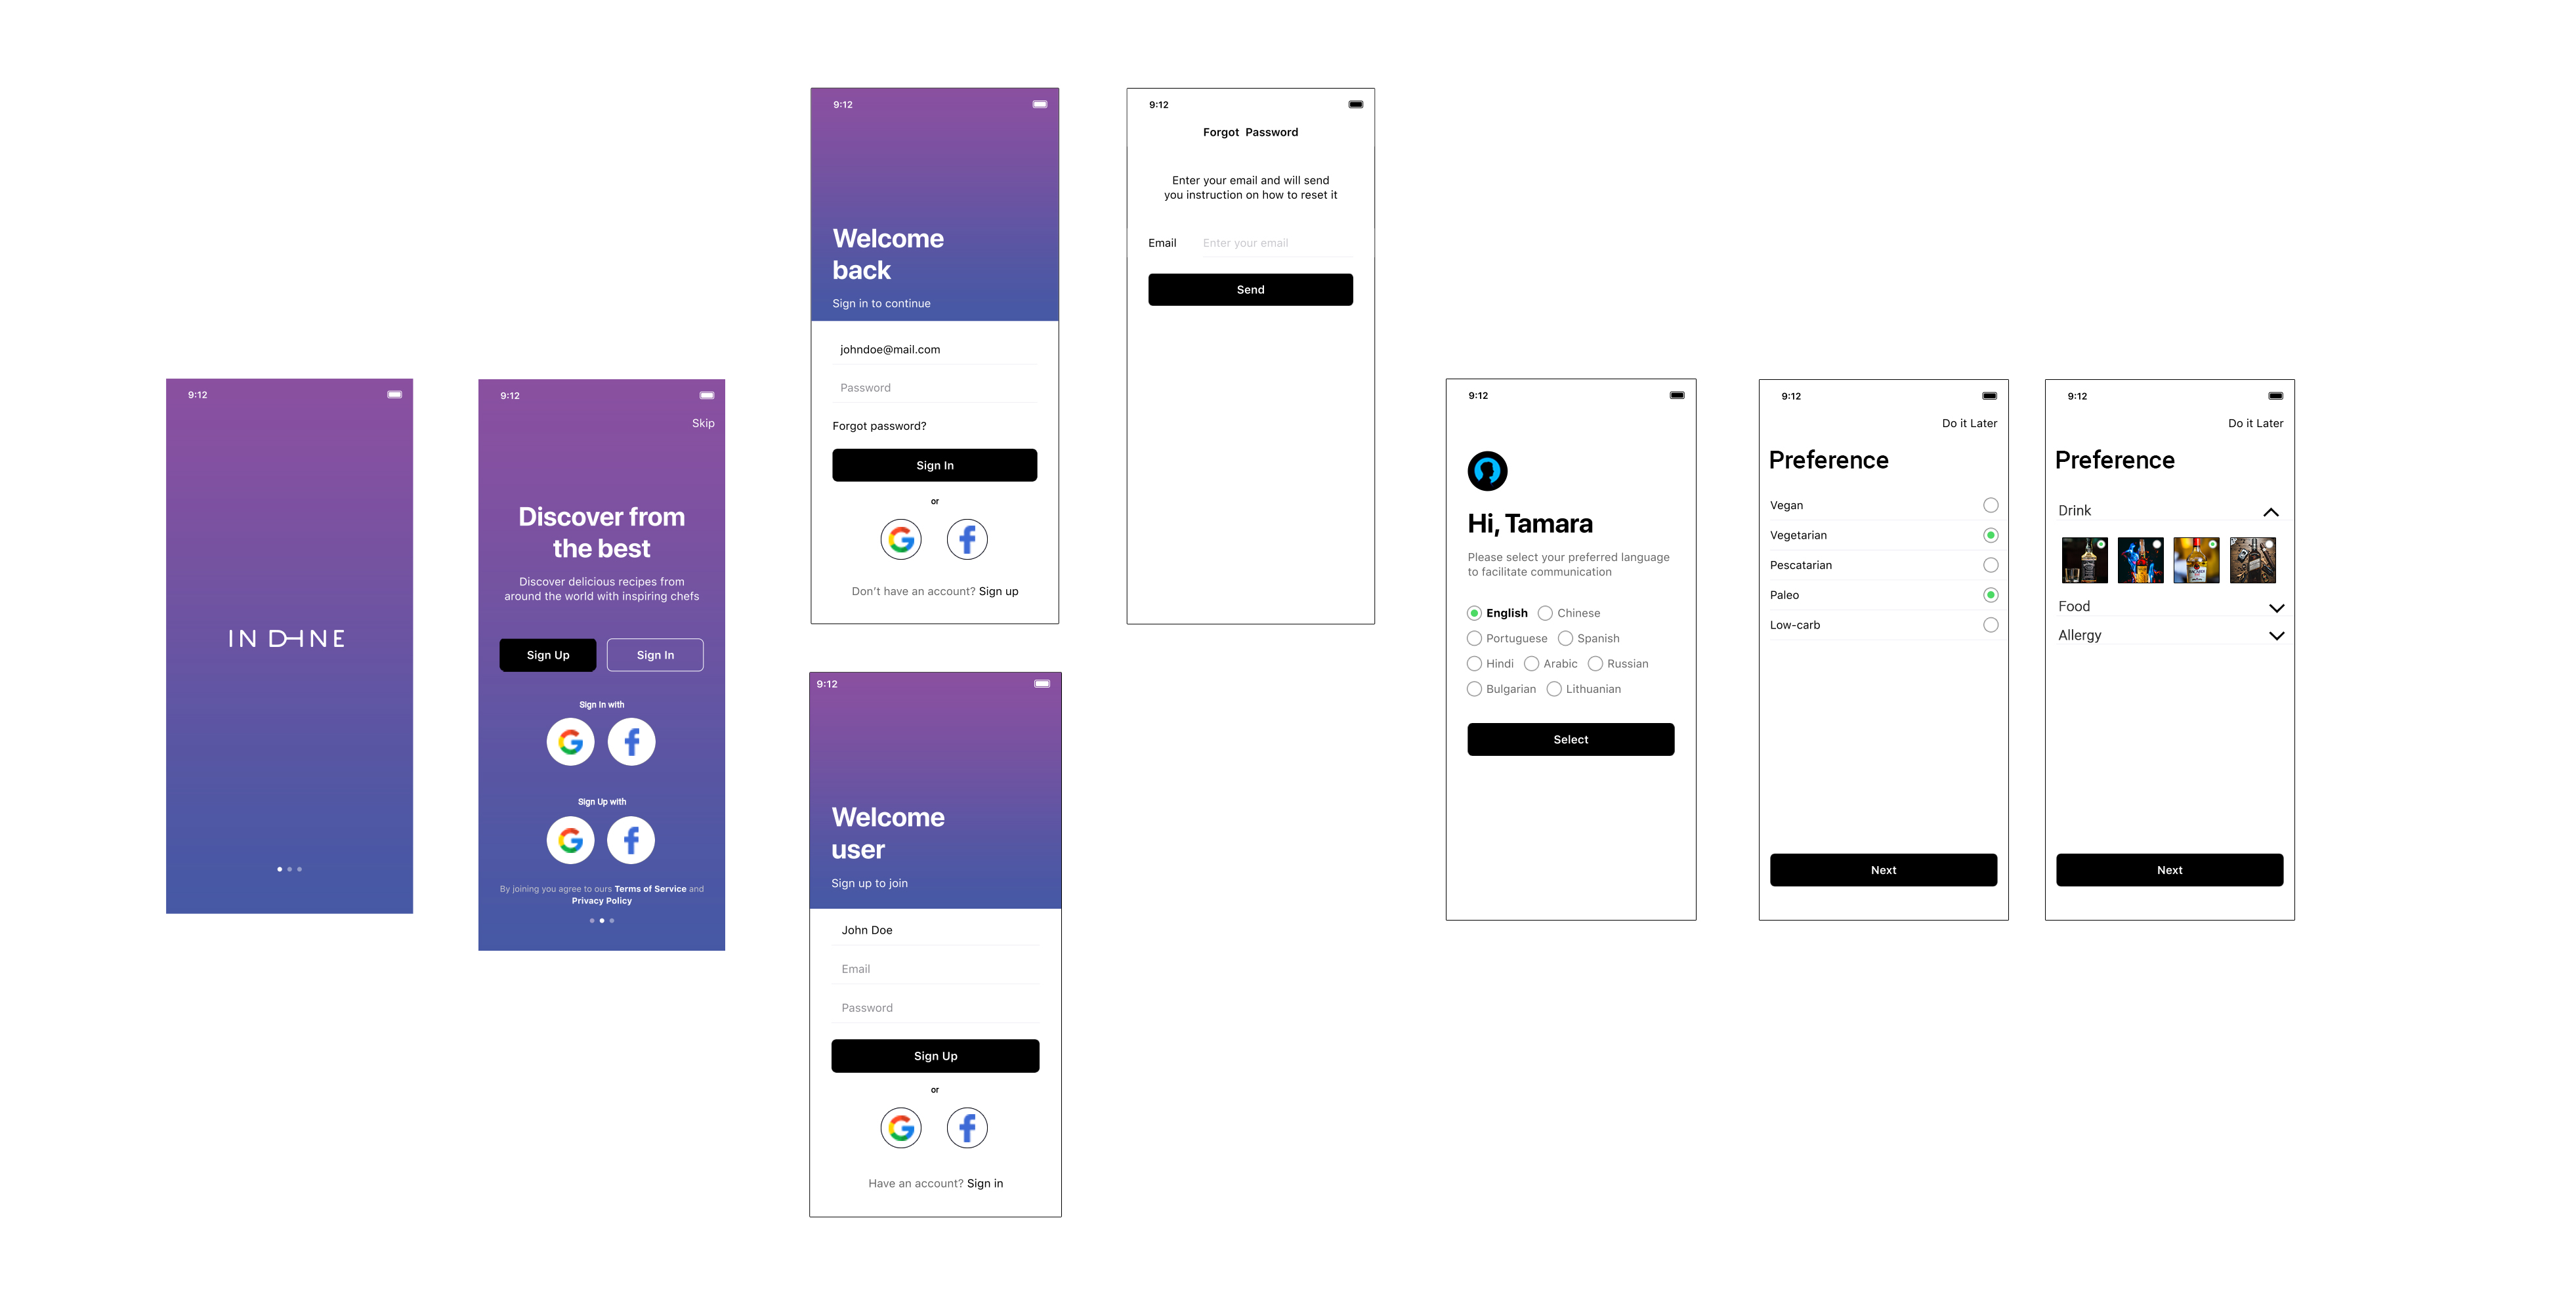 9:12
IN DINE
9:12
Skip
Discover from
the best
Discover delicious recipes from
around the world with inspiring chefs
Sign Up
Sign In
Sign In with
Sign Up with
By joining you agree to ours Terms of Service and
Privacy Policy
9:12
Welcome
back
Sign in to continue
johndoe@mail.com
Password
Forgot password?
Sign In
or
Don't have an account? Sign up
9:12
Welcome
user
Sign up to join
John Doe
Email
Password
Sign Up
or
Have an account? Sign in
9:12
Forgot Password
Enter your email and will send
you instruction on how to reset it
Email Enter your email
Send
9:12
Hi, Tamara
Please select your preferred language
to facilitate communication
English Chinese
Portuguese Spanish
Hindi Arabic Russian
Bulgarian Lithuanian
Select
9:12
Do it Later
Preference
Vegan
Vegetarian
Pescatarian
Paleo
Low-carb
Next
9:12
Do it Later
Preference
Drink
Food
Allergy
Next